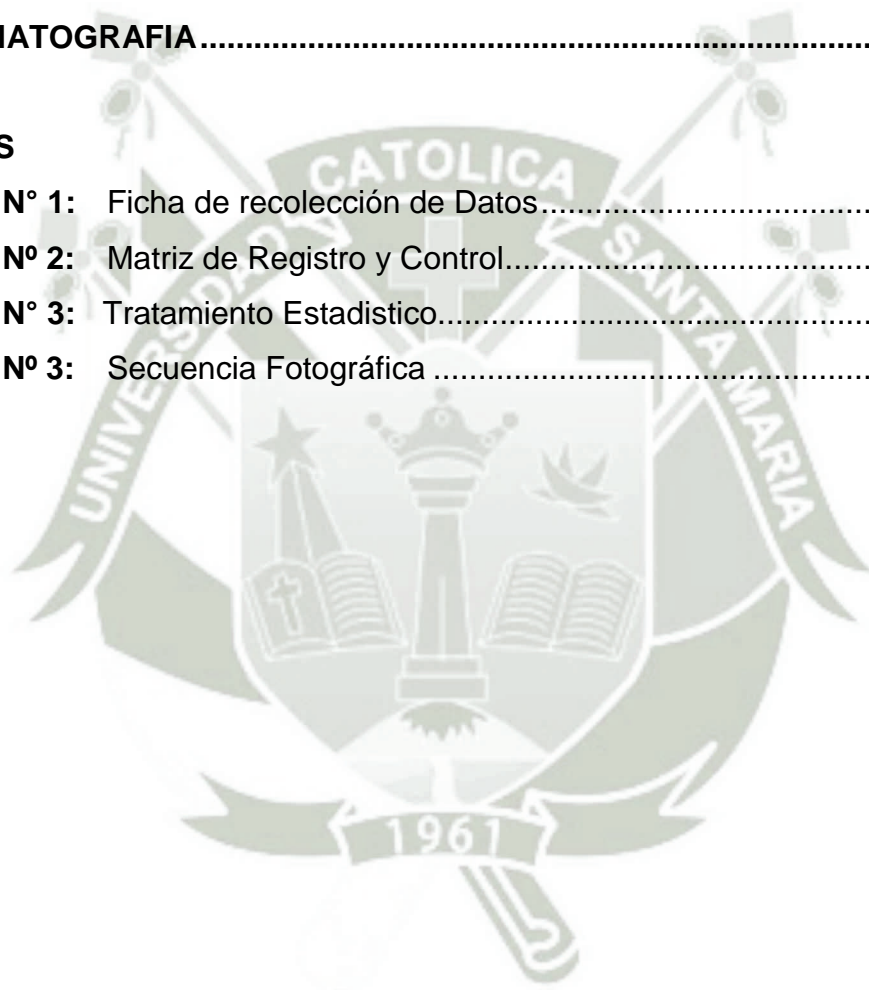 MATOGRAFIA..........................................................................
S
N° 1: Ficha de recolección de Datos.....................................
Nº 2: Matriz de Registro y Control.........................................
N° 3: Tratamiento Estadistico................................................
Nº 3: Secuencia Fotográfica .................................................
UNIVERSIDAD CATOLICA SANTA MARIA
1961